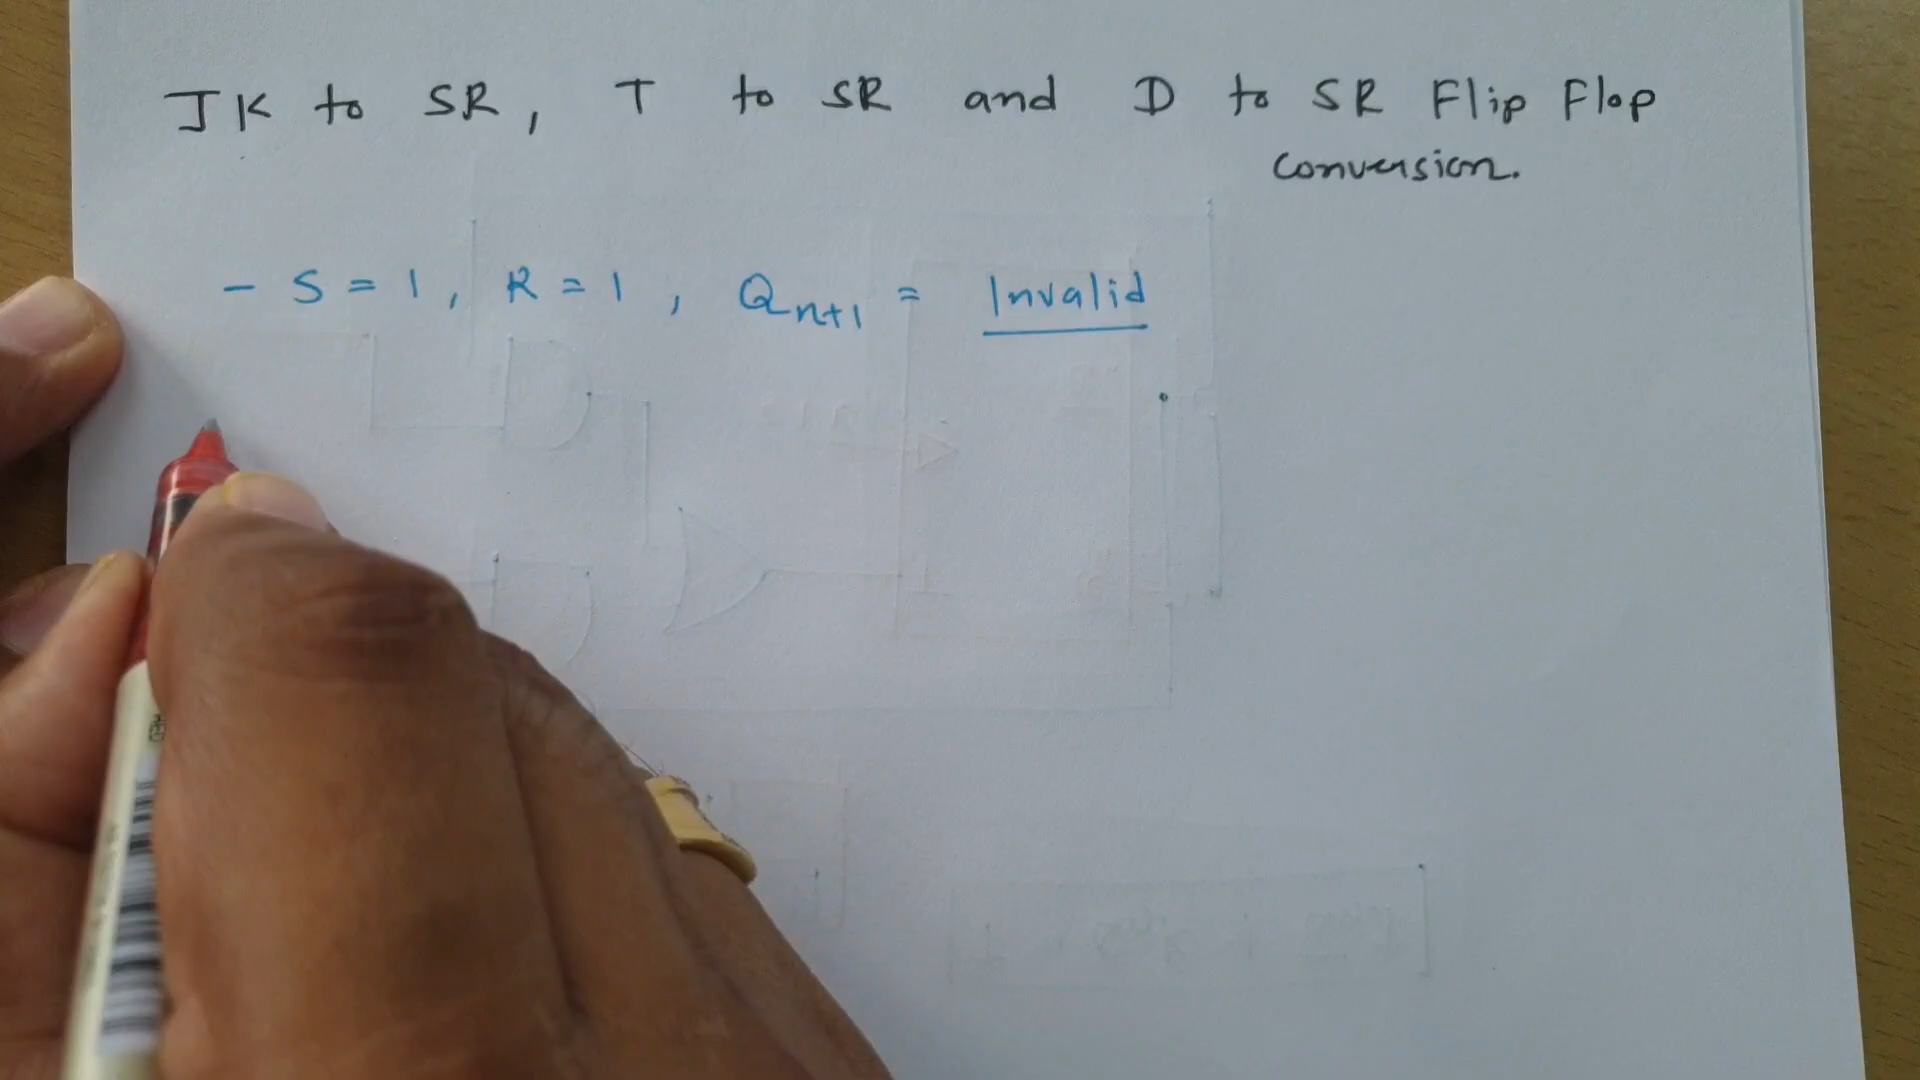 JK to SR, T to SR and D to SR Flip Flop
conversion.
- S = 1, R = 1, Qn+1 = Invalid